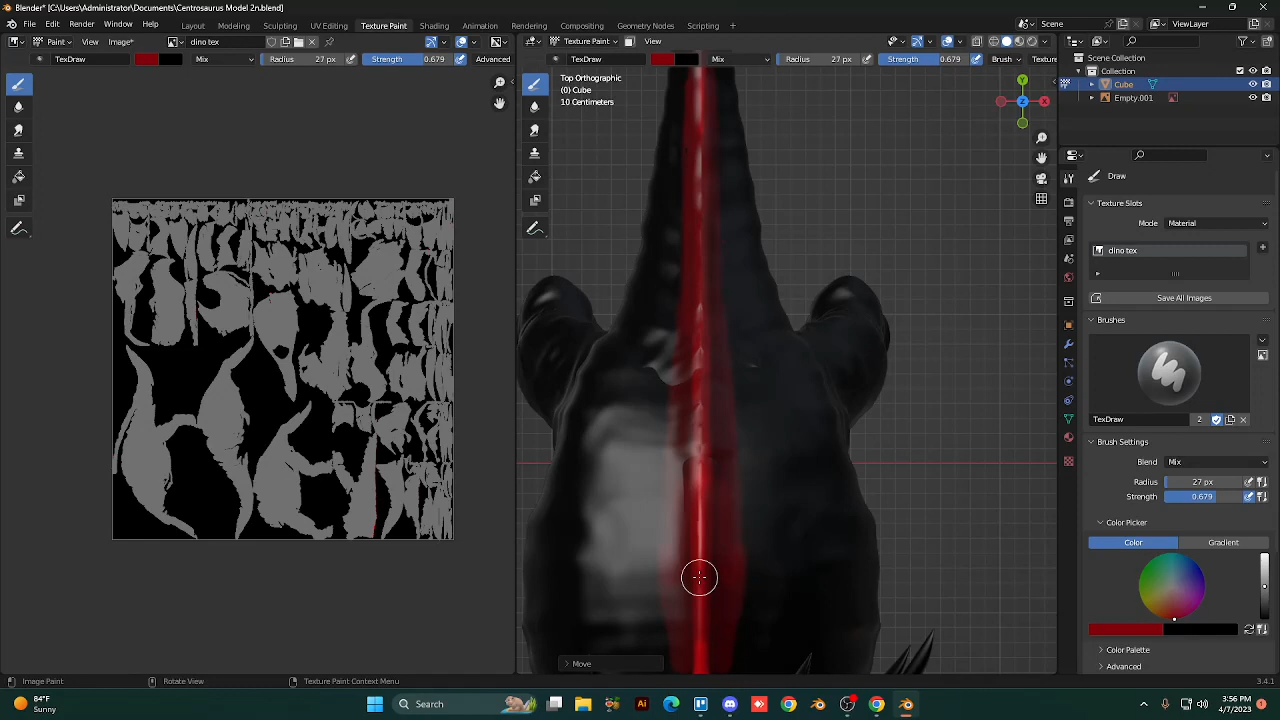 Blender* [C:\Users\Administrator\Documents\Centrosaurus Model 2n.blend]
File Edit Render Window Help Layout Modeling Sculpting UV Editing Texture Paint Shading Animation Rendering Compositing Geometry Nodes Scripting + Scene ViewLayer
Paint View Image* dino tex Texture Paint View
TexDraw Mix Radius 27 px Strength 0.679 Advanced TexDraw Mix Radius 27 px Strength 0.679 Brush Texture
Scene Collection
Collection
Cube
Empty.001
Top Orthographic
(0) Cube
10 Centimeters
Y
Z X
Draw
Texture Slots
Mode Material
dino tex
Save All Images
Brushes
TexDraw 2
Brush Settings
Blend Mix
Radius 27 px
Strength 0.679
Color Picker
Color Gradient
Color Palette
Advanced
Move
Image Paint Rotate View Texture Paint Context Menu 3.4.1
84°F
Sunny
Search
Ai
3:56 PM
4/7/2023